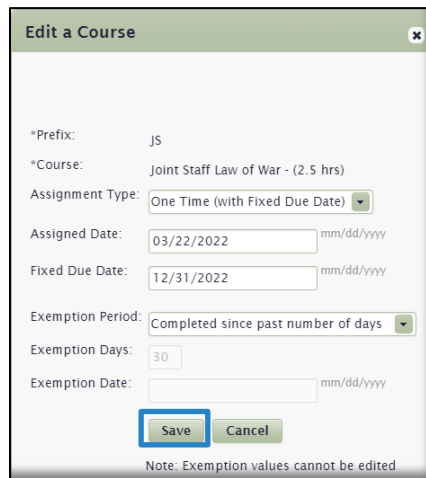 Edit a Course
*Prefix: JS
*Course: Joint Staff Law of War - (2.5 hrs)
Assignment Type: One Time (with Fixed Due Date)
Assigned Date: 03/22/2022 mm/dd/yyyy
Fixed Due Date: 12/31/2022 mm/dd/yyyy
Exemption Period: Completed since past number of days
Exemption Days: 30
Exemption Date: mm/dd/yyyy
Save Cancel
Note: Exemption values cannot be edited